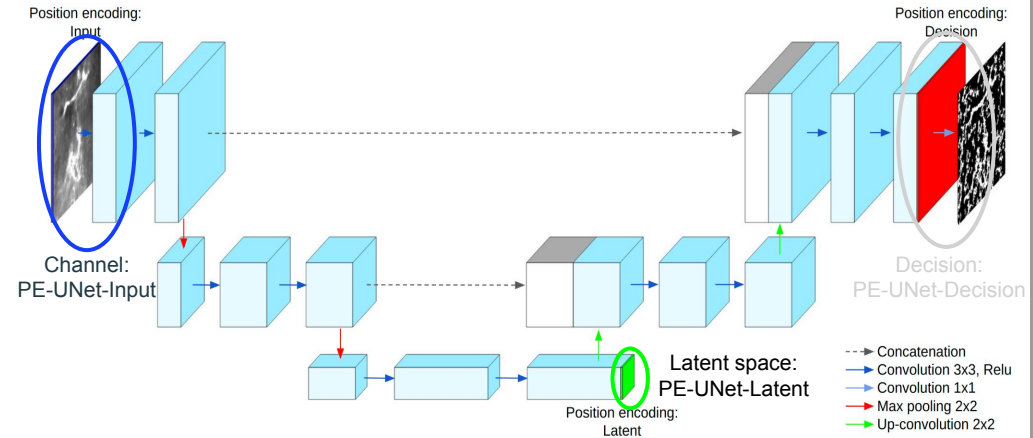 Position encoding:
Input
Position encoding:
Decision
Channel:
PE-UNet-Input
Decision:
PE-UNet-Decision
Latent space:
PE-UNet-Latent
Position encoding:
Latent
Concatenation
Convolution 3x3, Relu
Convolution 1x1
Max pooling 2x2
Up-convolution 2x2